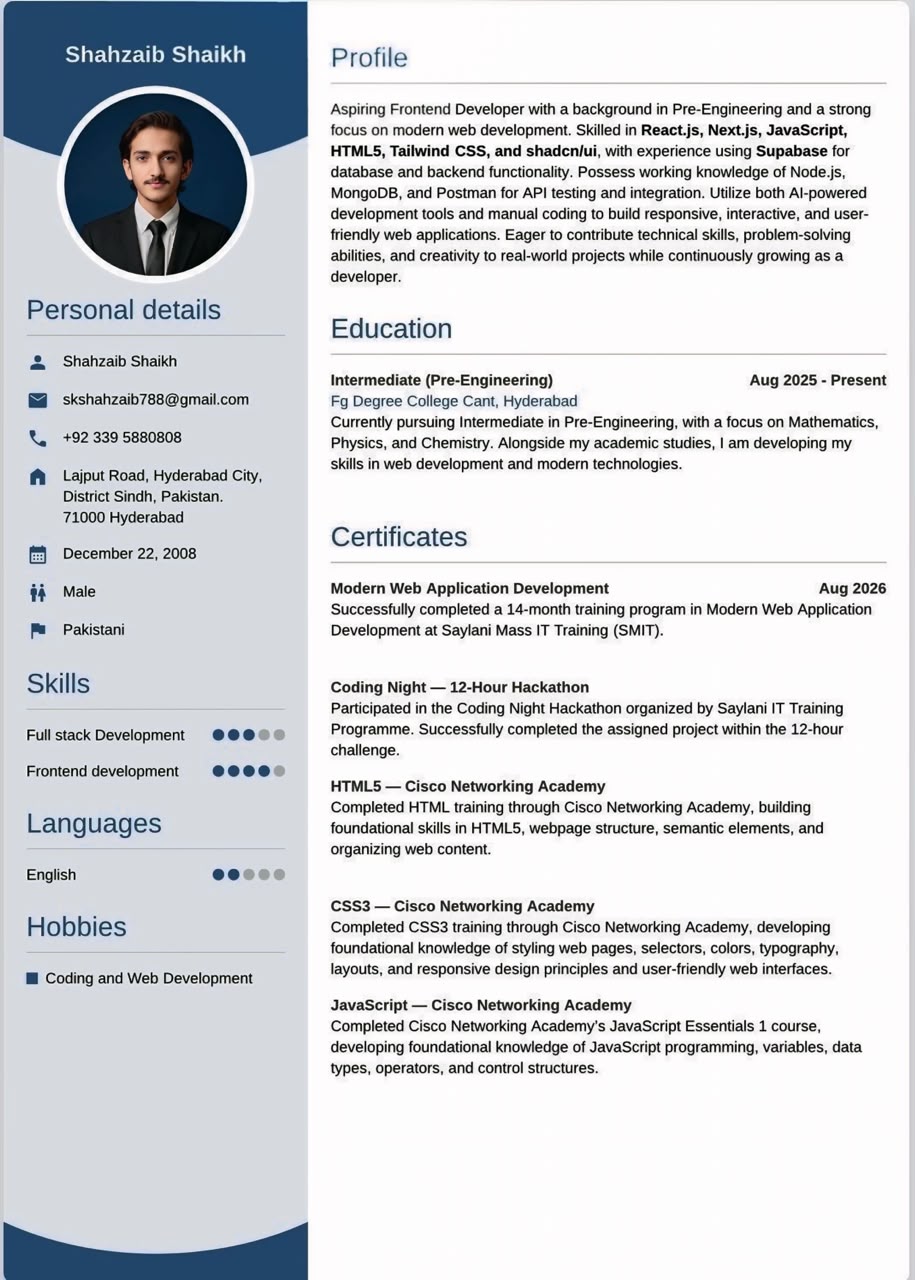 Shahzaib Shaikh
Personal details
Shahzaib Shaikh
skshahzaib788@gmail.com
+92 339 5880808
Lajput Road, Hyderabad City,
District Sindh, Pakistan.
71000 Hyderabad
December 22, 2008
Male
Pakistani
Skills
Full stack Development
Frontend development
Languages
English
Hobbies
Coding and Web Development
Profile
Aspiring Frontend Developer with a background in Pre-Engineering and a strong
focus on modern web development. Skilled in React.js, Next.js, JavaScript,
HTML5, Tailwind CSS, and shadcn/ui, with experience using Supabase for
database and backend functionality. Possess working knowledge of Node.js,
MongoDB, and Postman for API testing and integration. Utilize both AI-powered
development tools and manual coding to build responsive, interactive, and user-
friendly web applications. Eager to contribute technical skills, problem-solving
abilities, and creativity to real-world projects while continuously growing as a
developer.
Education
Intermediate (Pre-Engineering) Aug 2025 - Present
Fg Degree College Cant, Hyderabad
Currently pursuing Intermediate in Pre-Engineering, with a focus on Mathematics,
Physics, and Chemistry. Alongside my academic studies, I am developing my
skills in web development and modern technologies.
Certificates
Modern Web Application Development Aug 2026
Successfully completed a 14-month training program in Modern Web Application
Development at Saylani Mass IT Training (SMIT).
Coding Night — 12-Hour Hackathon
Participated in the Coding Night Hackathon organized by Saylani IT Training
Programme. Successfully completed the assigned project within the 12-hour
challenge.
HTML5 — Cisco Networking Academy
Completed HTML training through Cisco Networking Academy, building
foundational skills in HTML5, webpage structure, semantic elements, and
organizing web content.
CSS3 — Cisco Networking Academy
Completed CSS3 training through Cisco Networking Academy, developing
foundational knowledge of styling web pages, selectors, colors, typography,
layouts, and responsive design principles and user-friendly web interfaces.
JavaScript — Cisco Networking Academy
Completed Cisco Networking Academy's JavaScript Essentials 1 course,
developing foundational knowledge of JavaScript programming, variables, data
types, operators, and control structures.